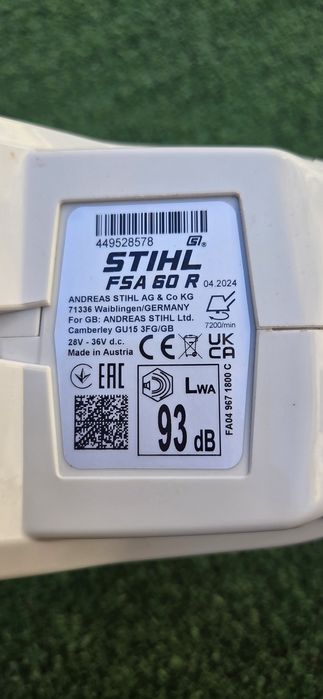 449528578 G®
STIHL
FSA 60 R 04.2024
ANDREAS STIHL AG & Co KG
71336 Waiblingen/GERMANY
For GB: ANDREAS STIHL Ltd.
Camberley GU15 3FG/GB 7200/min
28V - 36V d.c.
Made in Austria CE UK CA
EAC
LWA
93 dB
FA04 967 1800 C